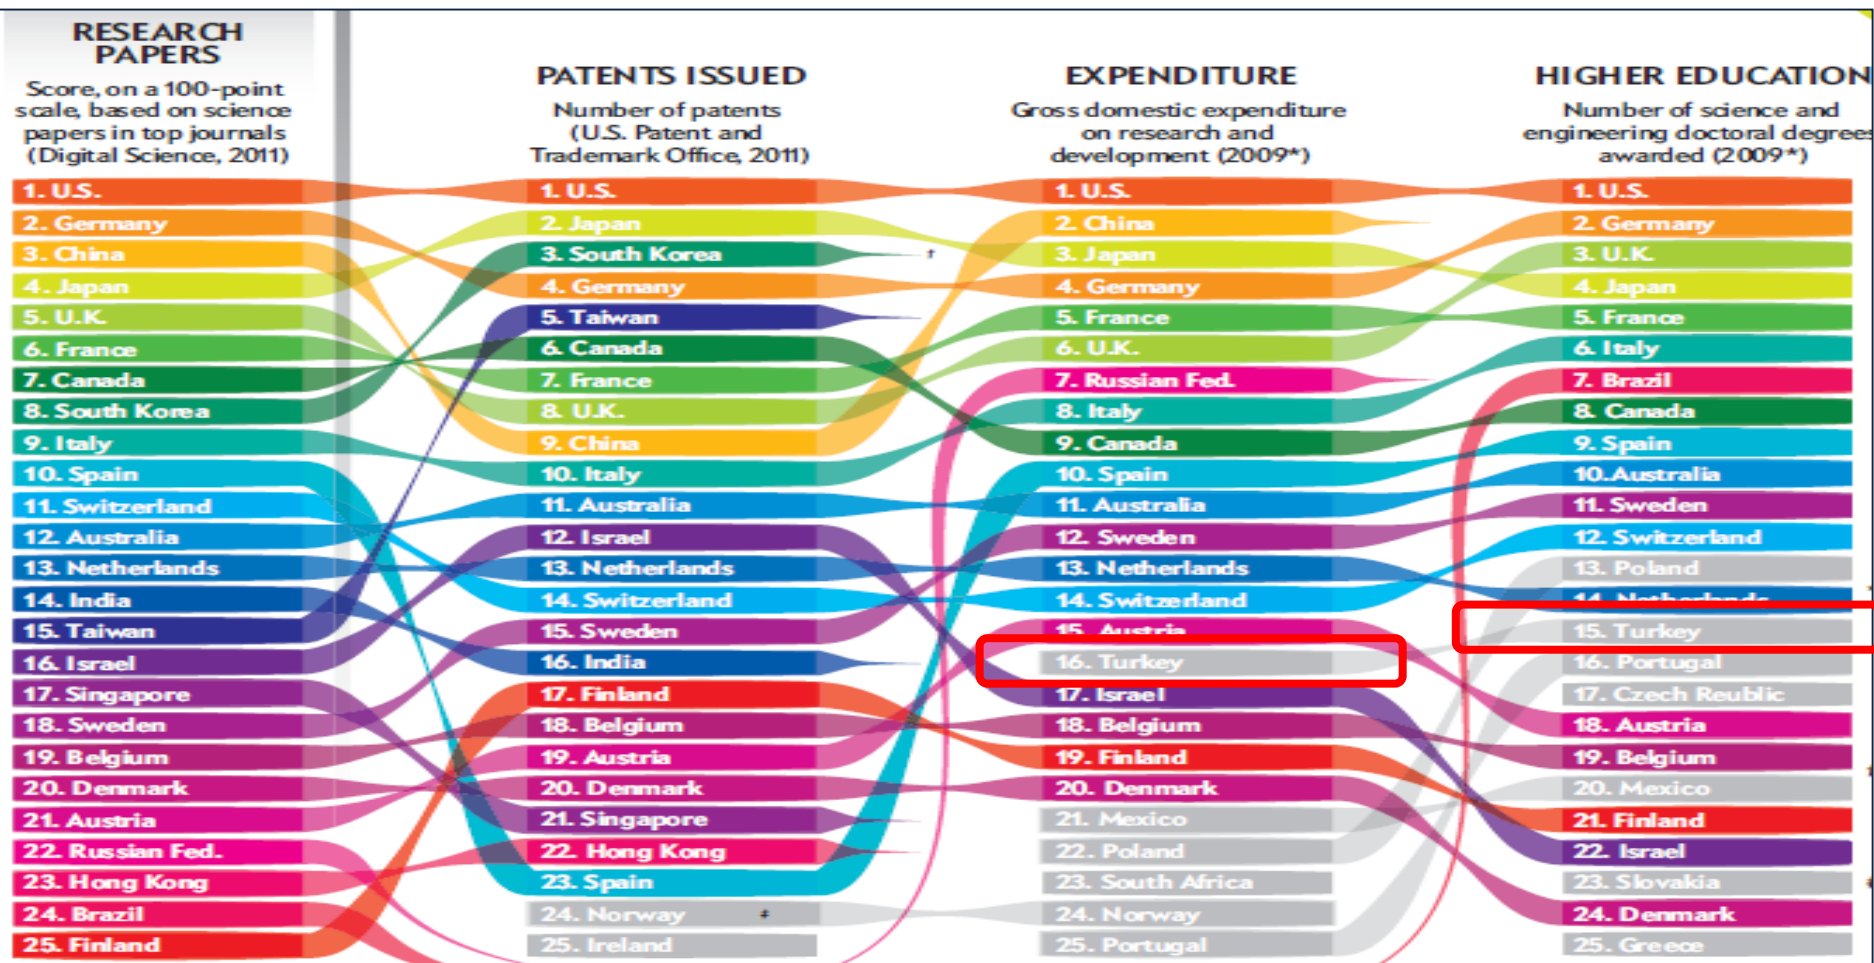 RESEARCH
PAPERS
Score, on a 100-point
scale, based on science
papers in top journals
(Digital Science, 2011)
1. U.S.
2. Germany
3. China
4. Japan
5. U.K.
6. France
7. Canada
8. South Korea
9. Italy
10. Spain
11. Switzerland
12. Australia
13. Netherlands
14. India
15. Taiwan
16. Israel
17. Singapore
18. Sweden
19. Belgium
20. Denmark
21. Austria
22. Russian Fed.
23. Hong Kong
24. Brazil
25. Finland
PATENTS ISSUED
Number of patents
(U.S. Patent and
Trademark Office, 2011)
1. U.S.
2. Japan
3. South Korea †
4. Germany
5. Taiwan
6. Canada
7. France
8. U.K.
9. China
10. Italy
11. Australia
12. Israel
13. Netherlands
14. Switzerland
15. Sweden
16. India
17. Finland
18. Belgium
19. Austria
20. Denmark
21. Singapore
22. Hong Kong
23. Spain
24. Norway ‡
25. Ireland
EXPENDITURE
Gross domestic expenditure
on research and
development (2009*)
1. U.S.
2. China
3. Japan
4. Germany
5. France
6. U.K.
7. Russian Fed.
8. Italy
9. Canada
10. Spain
11. Australia
12. Sweden
13. Netherlands
14. Switzerland
15. Austria
16. Turkey
17. Israel
18. Belgium
19. Finland
20. Denmark
21. Mexico
22. Poland
23. South Africa
24. Norway
25. Portugal
HIGHER EDUCATION
Number of science and
engineering doctoral degrees
awarded (2009*)
1. U.S.
2. Germany
3. U.K.
4. Japan
5. France
6. Italy
7. Brazil
8. Canada
9. Spain
10.Australia
11. Sweden
12. Switzerland
13. Poland
14. Netherlands
15. Turkey
16. Portugal
17. Czech Reublic
18. Austria
19. Belgium
20. Mexico
21. Finland
22. Israel
23. Slovakia
24. Denmark
25. Greece